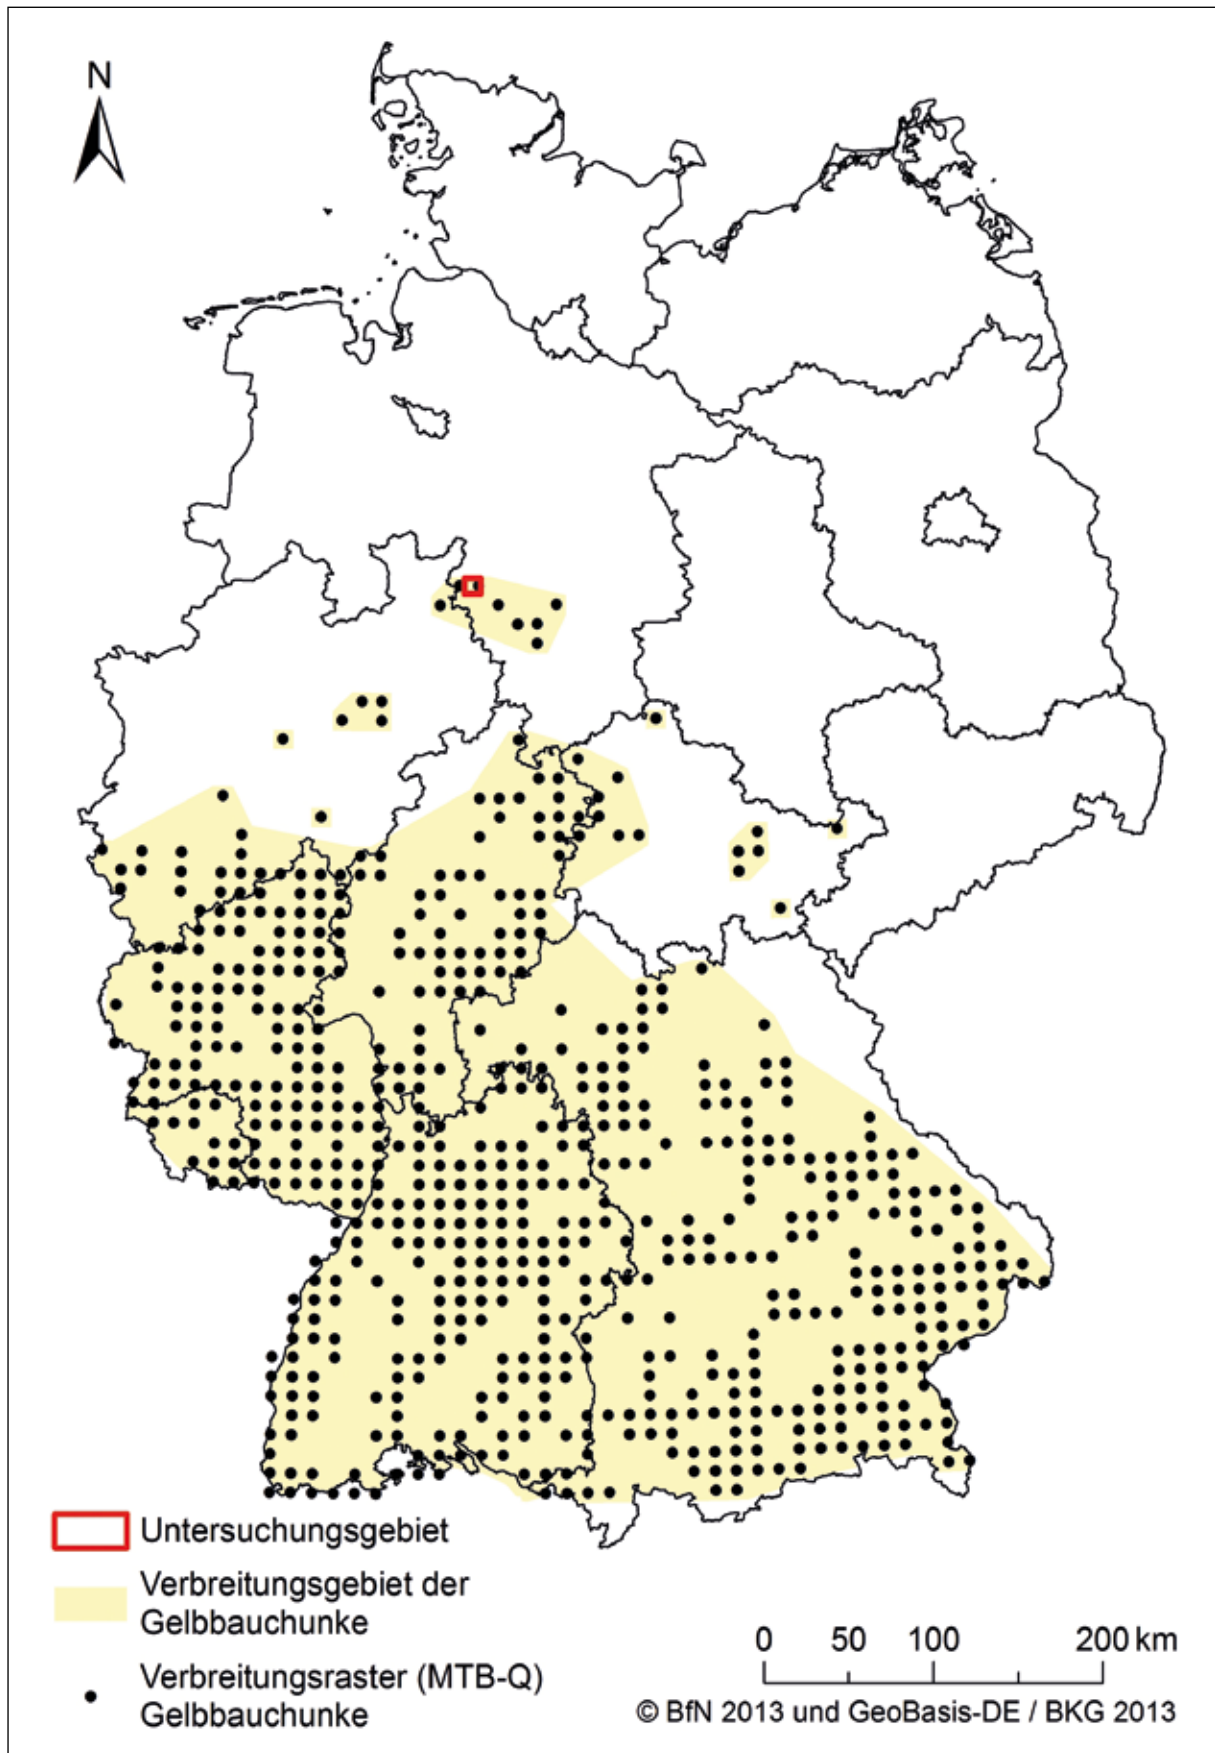 N
Untersuchungsgebiet
Verbreitungsgebiet der
Gelbbauchunke
Verbreitungsraster (MTB-Q)
Gelbbauchunke
0 50 100 200 km
© BfN 2013 und GeoBasis-DE / BKG 2013